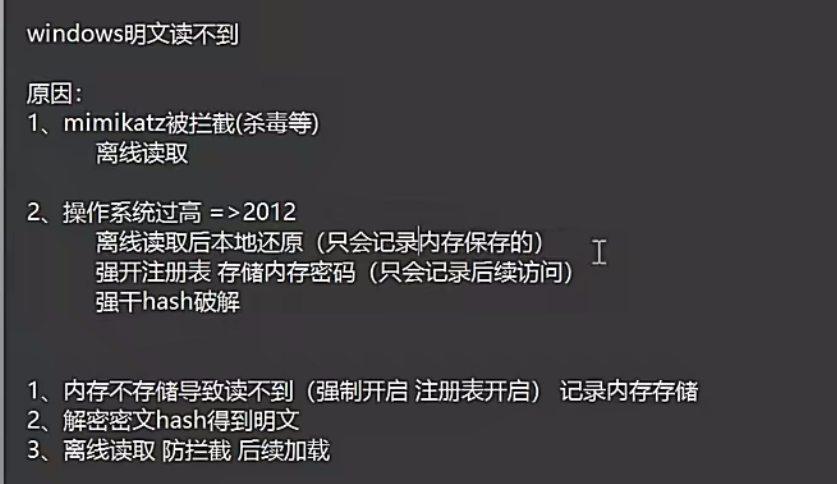 windows明文读不到
原因:
1、mimikatz被拦截(杀毒等)
离线读取
2、操作系统过高 =>2012
离线读取后本地还原（只会记录内存保存的）
强开注册表 存储内存密码（只会记录后续访问）
强干hash破解
1、内存不存储导致读不到（强制开启 注册表开启） 记录内存存储
2、解密密文hash得到明文
3、离线读取 防拦截 后续加载